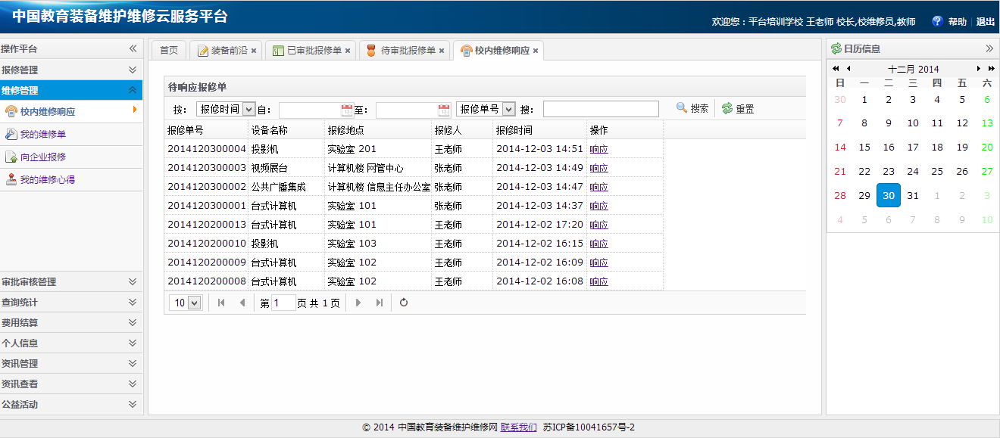 中国教育装备维护维修云服务平台
欢迎您：平台培训学校 王老师 校长,校维修员,教师 帮助 退出
操作平台
报修管理
维修管理
校内维修响应
我的维修单
向企业报修
我的维修心得
审批审核管理
查询统计
费用结算
个人信息
资讯管理
资讯查看
公益活动
首页 装备前沿 已审批报修单 待审批报修单 校内维修响应
待响应报修单
按： 报修时间 自： 至： 报修单号 搜： 搜索 重置
报修单号 设备名称 报修地点 报修人 报修时间 操作
2014120300004 投影机 实验室 201 王老师 2014-12-03 14:51 响应
2014120300003 视频展台 计算机楼 网管中心 张老师 2014-12-03 14:49 响应
2014120300002 公共广播集成 计算机楼 信息主任办公室 张老师 2014-12-03 14:47 响应
2014120300001 台式计算机 实验室 101 张老师 2014-12-03 14:37 响应
2014120200013 台式计算机 实验室 101 王老师 2014-12-02 17:20 响应
2014120200010 投影机 实验室 103 王老师 2014-12-02 16:15 响应
2014120200009 台式计算机 实验室 102 王老师 2014-12-02 16:09 响应
2014120200008 台式计算机 实验室 102 王老师 2014-12-02 16:08 响应
10 第 1 页 共 1 页
日历信息
十二月 2014
日 一 二 三 四 五 六
30 1 2 3 4 5 6
7 8 9 10 11 12 13
14 15 16 17 18 19 20
21 22 23 24 25 26 27
28 29 30 31 1 2 3
4 5 6 7 8 9 10
© 2014 中国教育装备维护维修网 联系我们 苏ICP备10041657号-2